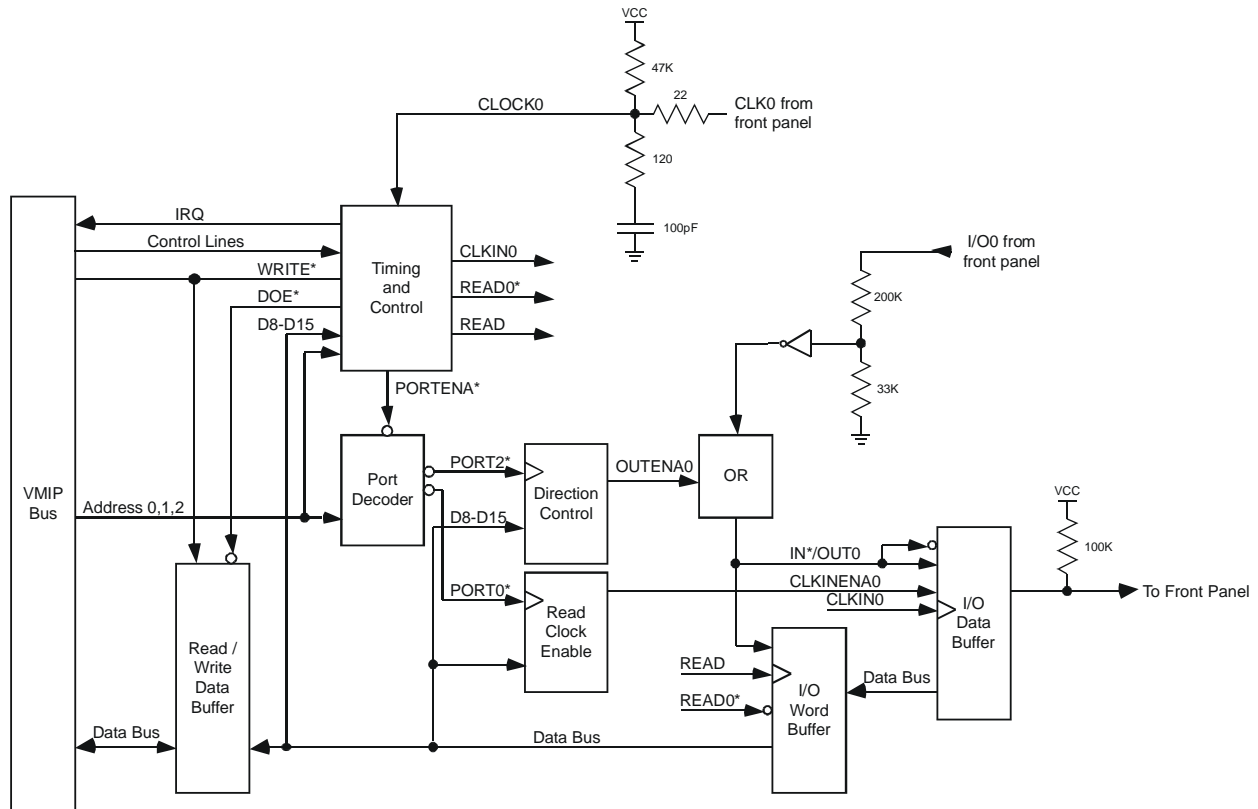 VCC
47K
22
CLOCK0
CLK0 from
front panel
120
100pF
IRQ
Control Lines
WRITE*
DOE*
D8-D15
Timing
and
Control
CLKIN0
READ0*
READ
I/O0 from
front panel
200K
33K
PORTENA*
VMIP
Bus
Address 0,1,2
Port
Decoder
PORT2*
D8-D15
PORT0*
Direction
Control
OUTENA0
OR
VCC
100K
Read
Clock
Enable
IN*/OUT0
CLKINENA0
CLKIN0
I/O
Data
Buffer
To Front Panel
Read /
Write
Data
Buffer
READ
READ0*
I/O
Word
Buffer
Data Bus
Data Bus
Data Bus